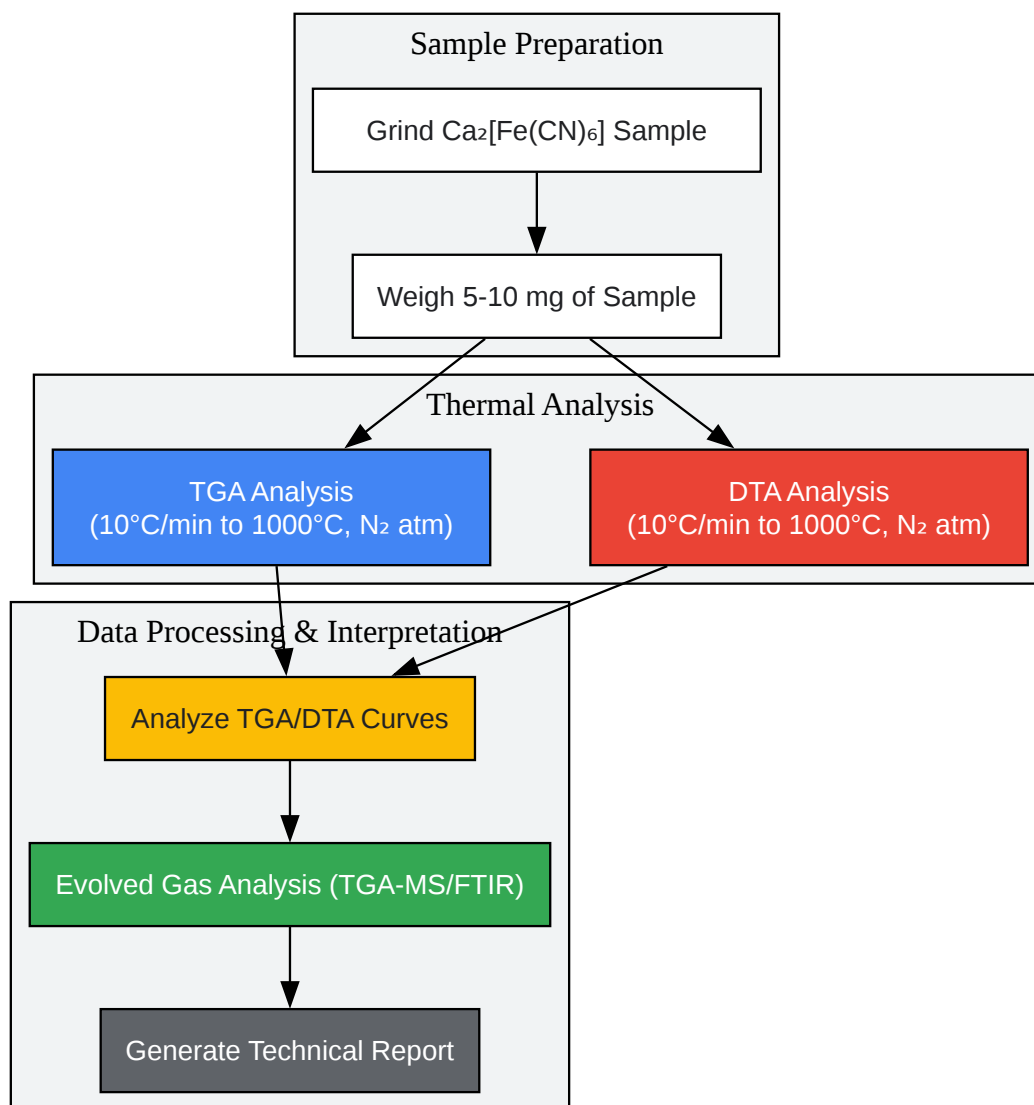 Sample Preparation
Grind Ca₂[Fe(CN)₆] Sample
Weigh 5-10 mg of Sample
Thermal Analysis
TGA Analysis
(10°C/min to 1000°C, N₂ atm)
DTA Analysis
(10°C/min to 1000°C, N₂ atm)
Data Processing & Interpretation
Analyze TGA/DTA Curves
Evolved Gas Analysis (TGA-MS/FTIR)
Generate Technical Report